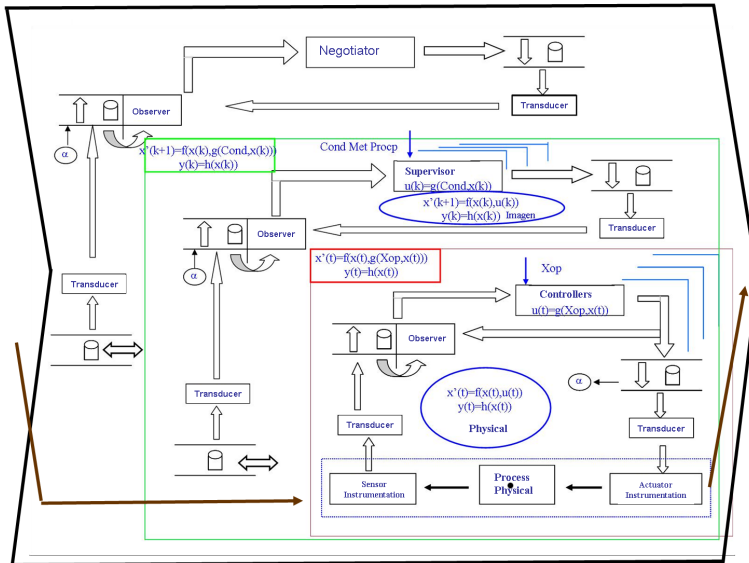 Negotiator
Observer
Transducer
α
x'(k+1)=f(x(k),g(Cond,x(k)))
y(k)=h(x(k))
Cond Met Procp
Supervisor
u(k)=g(Cond,x(k))
x'(k+1)=f(x(k),u(k))
y(k)=h(x(k)) Imagen
Observer
Transducer
α
x'(t)=f(x(t),g(Xop,x(t)))
y(t)=h(x(t))
Xop
Transducer
Controllers
u(t)=g(Xop,x(t))
Observer
α
x'(t)=f(x(t),u(t))
y(t)=h(x(t))
Physical
Transducer
Transducer
Transducer
Sensor
Instrumentation
Process
Physical
Actuator
Instrumentation